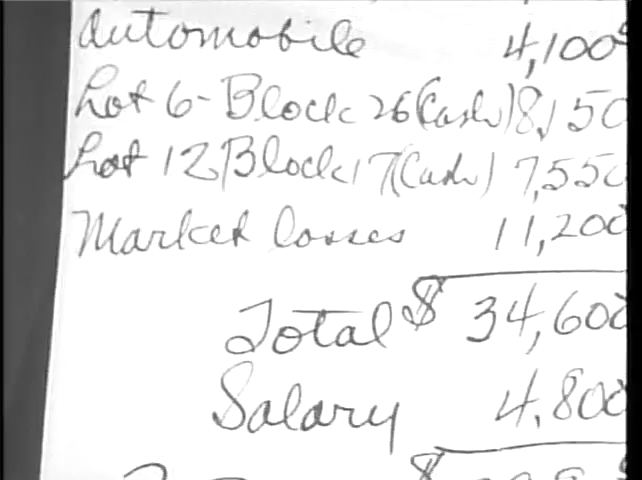 Automobile 4,100
Lot 6 - Block 26 (Cash) 8,150
Lot 12 Block 17 (Cash) 7,550
Market losses 11,200
Total $ 34,600
Salary 4,800
$